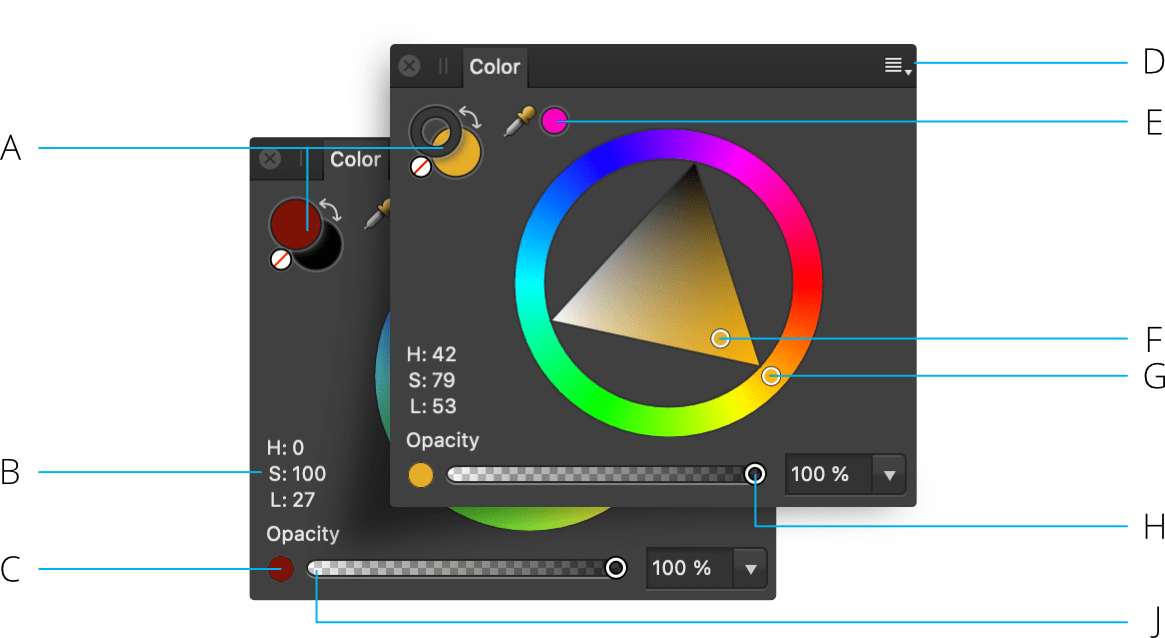 Color
D
E
A
Color
F
H: 42
G
S: 79
L: 53
Opacity
H: 0
B
S: 100
100 %
L: 27
H
Opacity
C
100 %
J